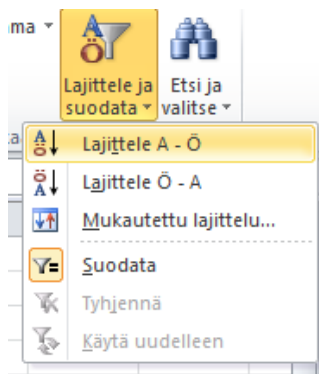 ma
Lajittele ja
suodata
Etsi ja
valitse
Lajittele A - Ö
Lajittele Ö - A
Mukautettu lajittelu...
Suodata
Tyhjennä
Käytä uudelleen